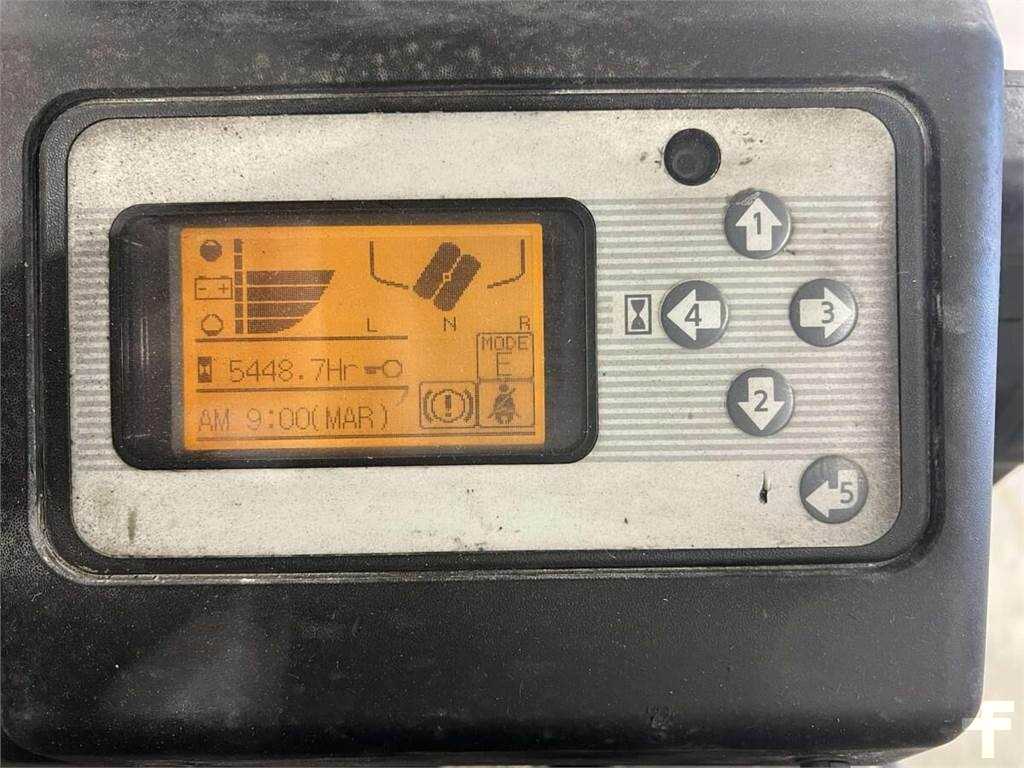 L N R
MODE
E
5448.7Hr
AM 9:00(MAR)
1
4 3
2
5